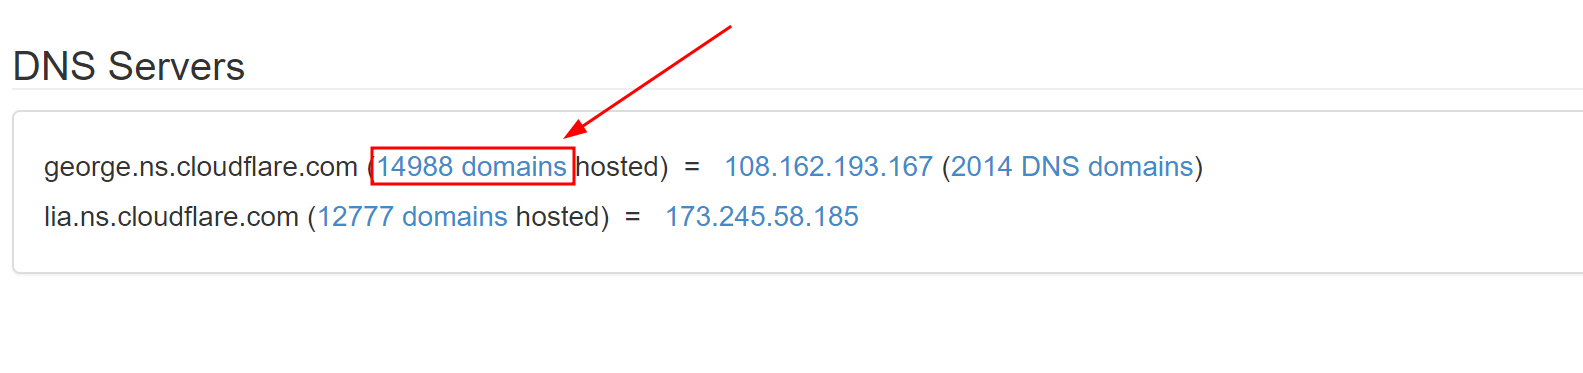 DNS Servers
george.ns.cloudflare.com (14988 domains hosted) = 108.162.193.167 (2014 DNS domains)
lia.ns.cloudflare.com (12777 domains hosted) = 173.245.58.185